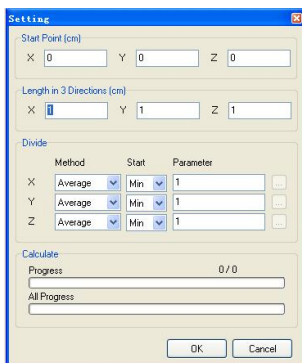 Setting
Start Point (cm)
X 0 Y 0 Z 0
Length in 3 Directions (cm)
X 1 Y 1 Z 1
Divide
Method Start Parameter
X Average Min 1 ...
Y Average Min 1 ...
Z Average Min 1 ...
Calculate
Progress 0 / 0
All Progress
OK Cancel